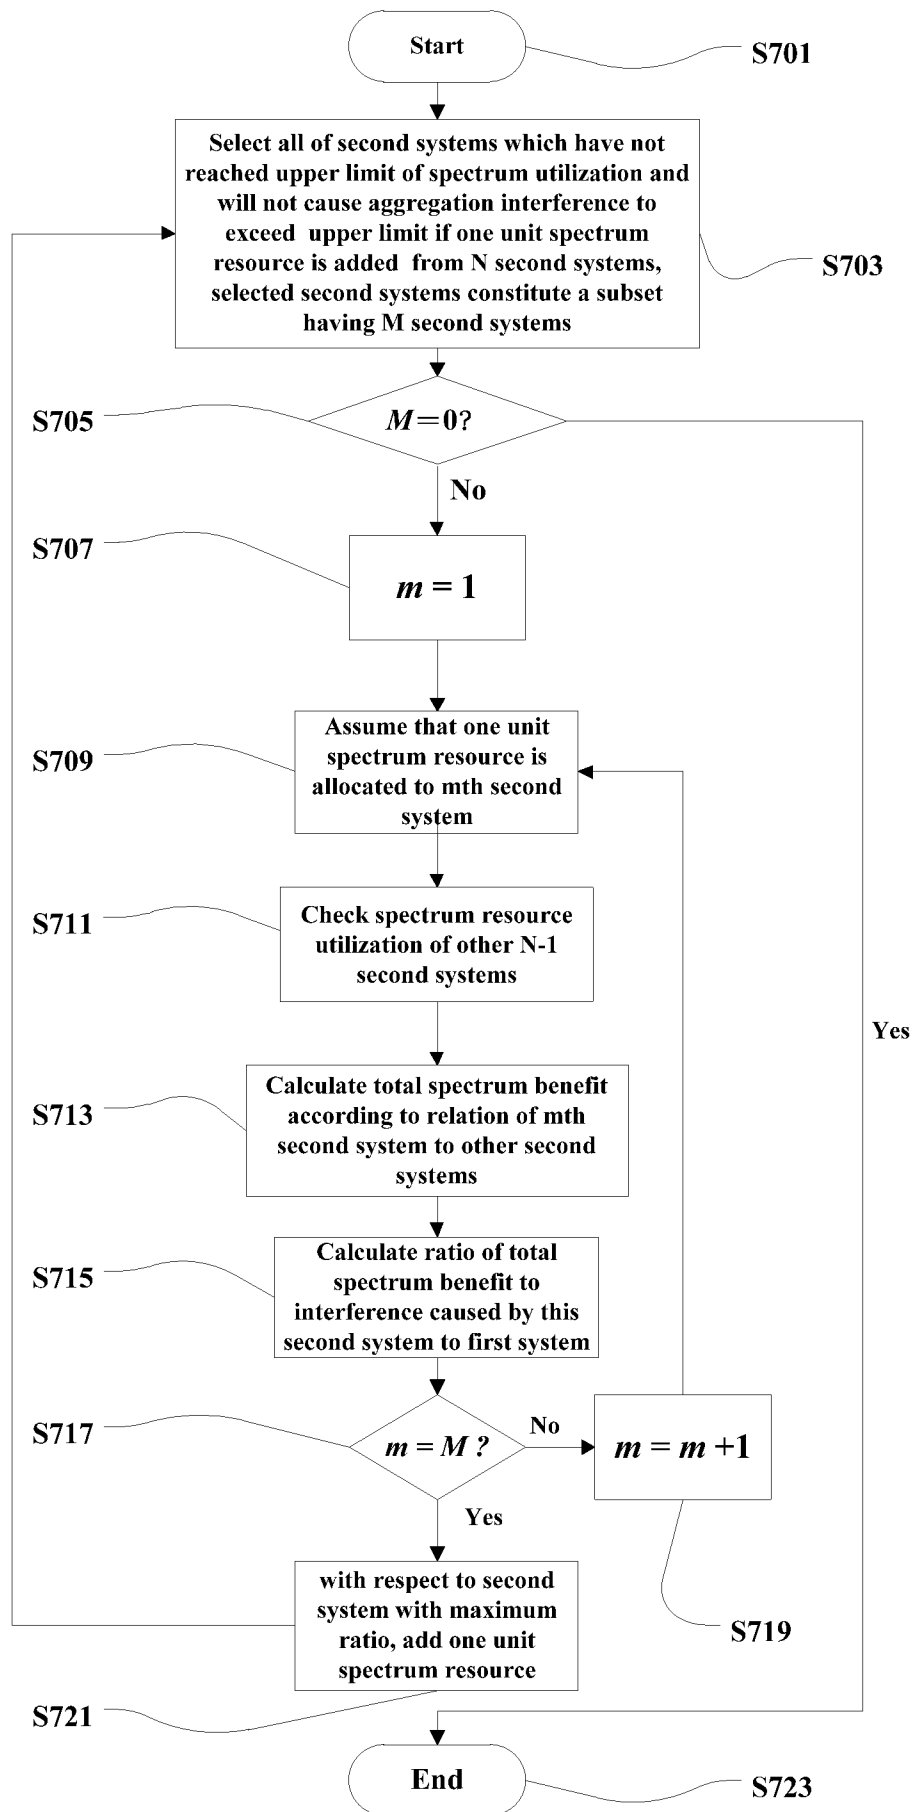 Start
S701
Select all of second systems which have not
reached upper limit of spectrum utilization and
will not cause aggregation interference to
exceed upper limit if one unit spectrum
resource is added from N second systems,
selected second systems constitute a subset
having M second systems
S703
S705
M=0?
No
S707
m = 1
Assume that one unit
spectrum resource is
allocated to mth second
system
S709
Check spectrum resource
utilization of other N-1
second systems
S711
Yes
Calculate total spectrum benefit
according to relation of mth
second system to other second
systems
S713
Calculate ratio of total
spectrum benefit to
interference caused by this
second system to first system
S715
S717
m = M ?
No
m = m +1
Yes
with respect to second
system with maximum
ratio, add one unit
spectrum resource
S719
S721
End
S723